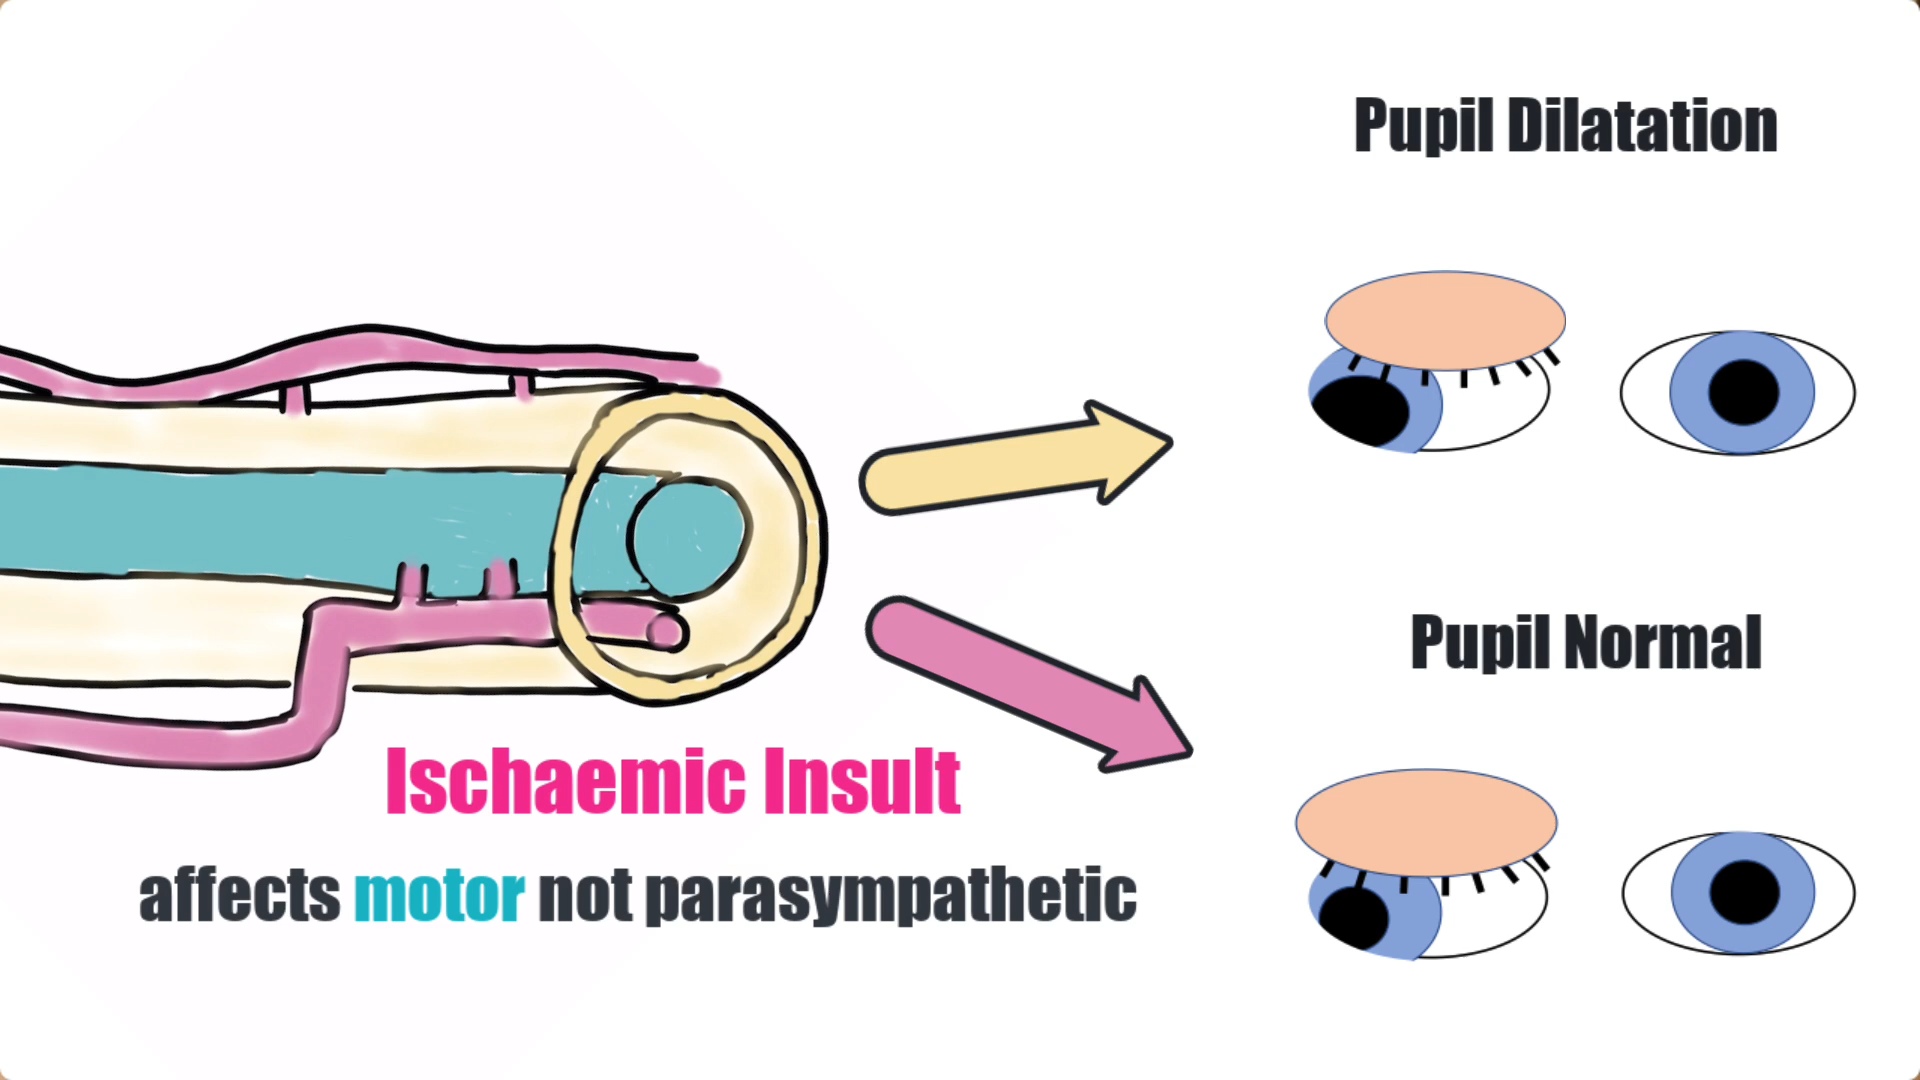 Pupil Dilatation
Pupil Normal
Ischaemic Insult
affects motor not parasympathetic